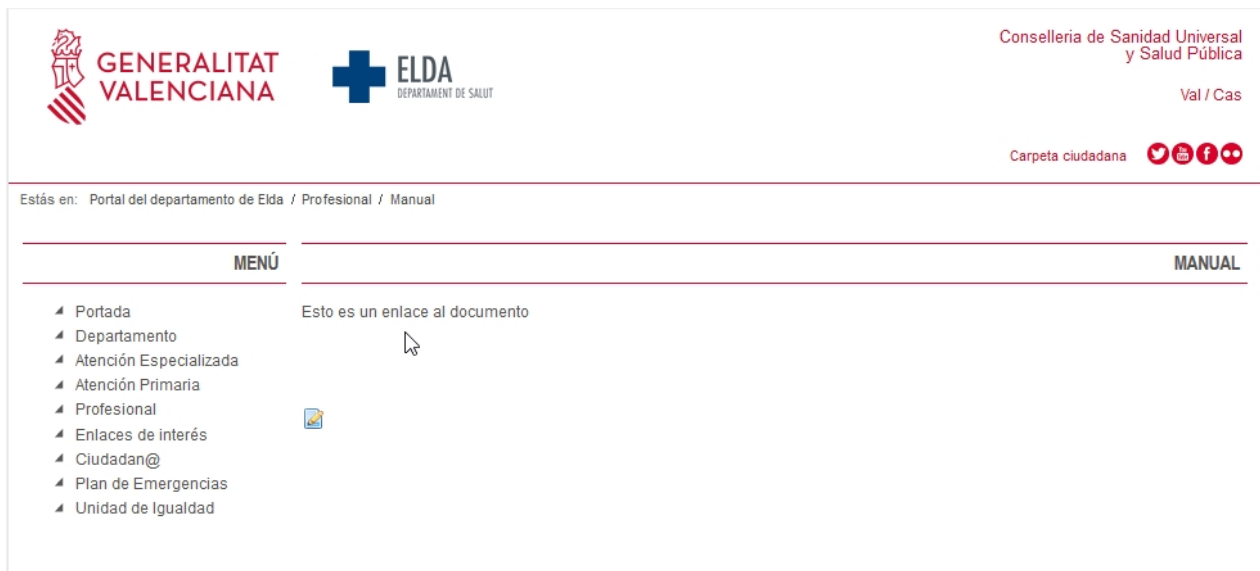 GENERALITAT
VALENCIANA
ELDA
DEPARTAMENT DE SALUT
Conselleria de Sanidad Universal
y Salud Pública
Val / Cas
Carpeta ciudadana
Estás en: Portal del departamento de Elda / Profesional / Manual
MENÚ
Portada
Departamento
Atención Especializada
Atención Primaria
Profesional
Enlaces de interés
Ciudadan@
Plan de Emergencias
Unidad de Igualdad
MANUAL
Esto es un enlace al documento